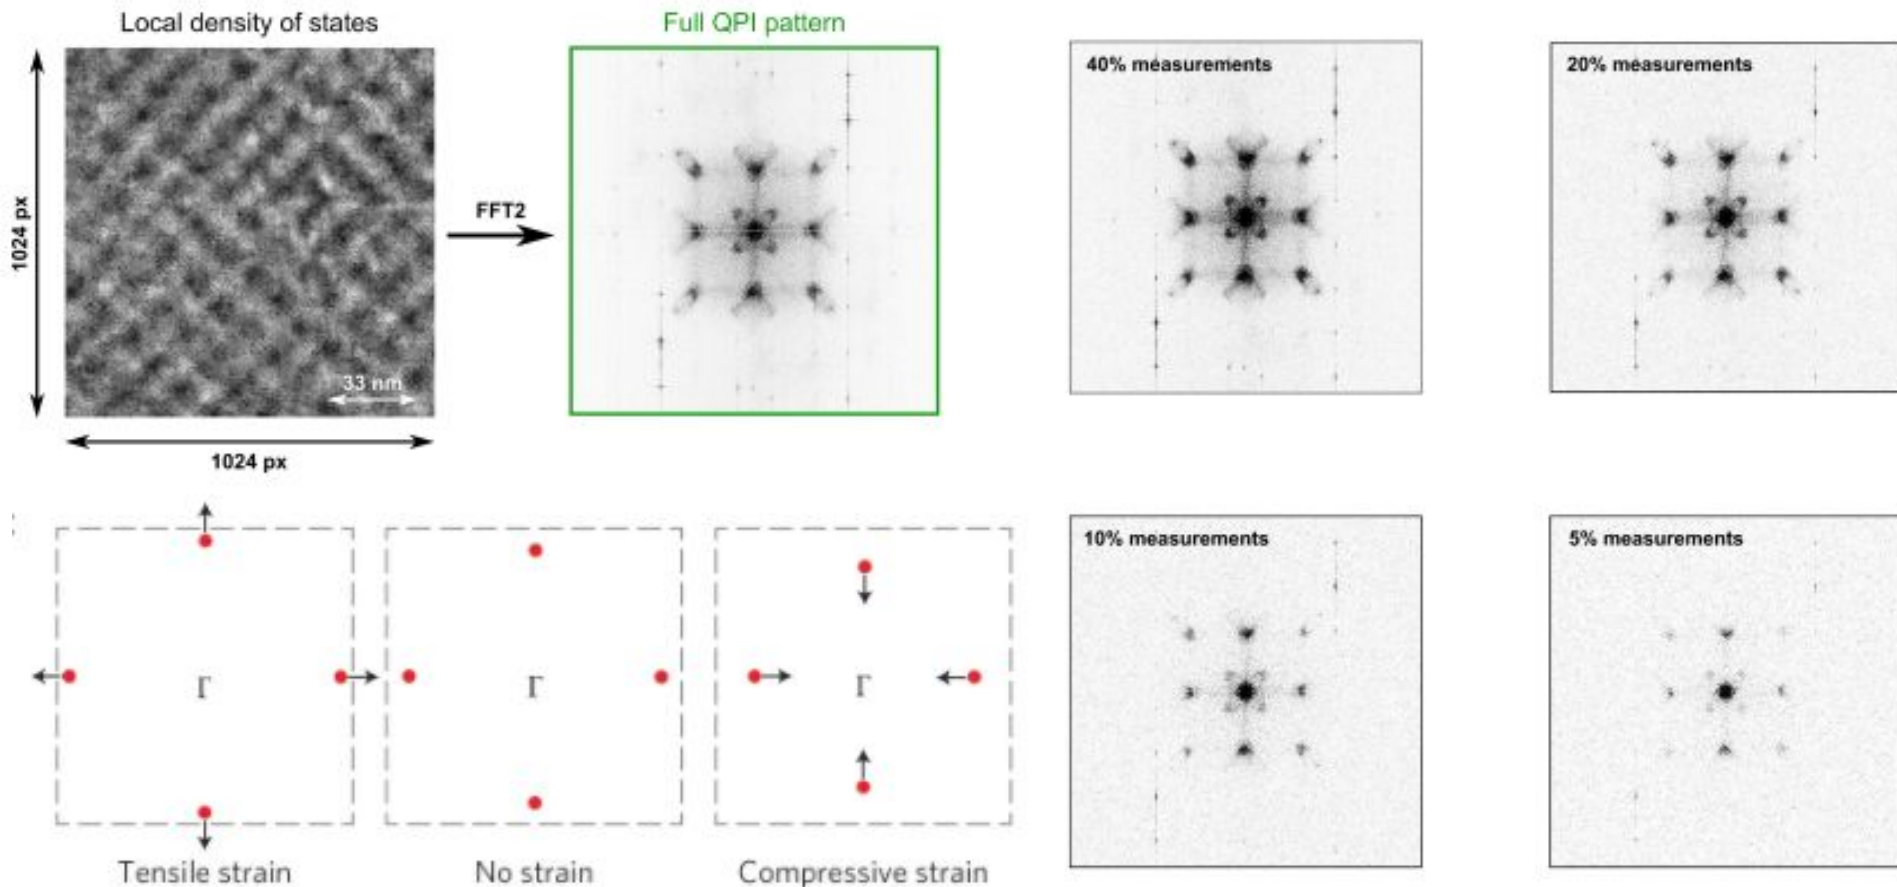 Local density of states
Full QPI pattern
40% measurements
20% measurements
1024 px
33 nm
FFT2
1024 px
10% measurements
5% measurements
Γ
Γ
Γ
Tensile strain
No strain
Compressive strain